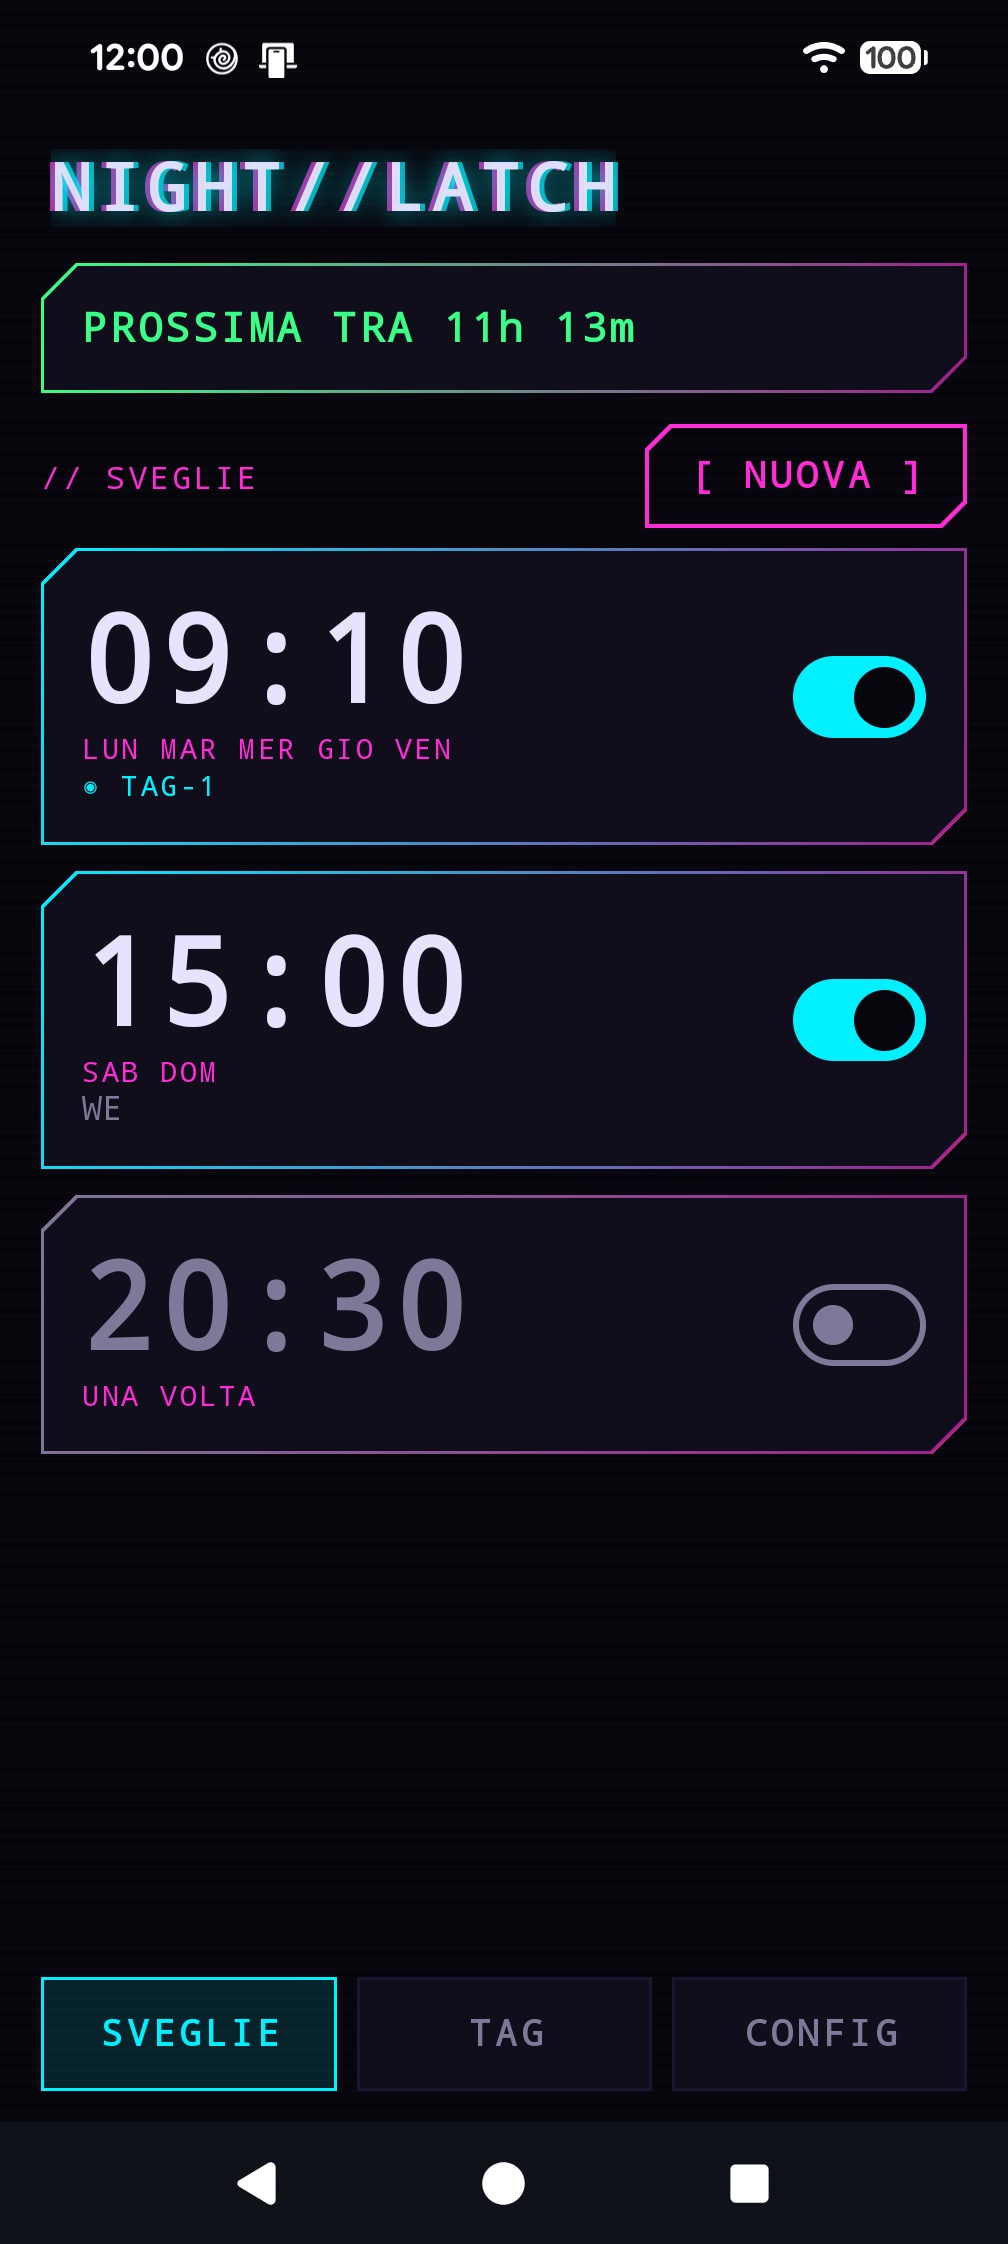 12:00 100
NIGHT//LATCH
PROSSIMA TRA 11h 13m
// SVEGLIE
[ NUOVA ]
09:10
LUN MAR MER GIO VEN
◉ TAG-1
15:00
SAB DOM
WE
20:30
UNA VOLTA
SVEGLIE TAG CONFIG